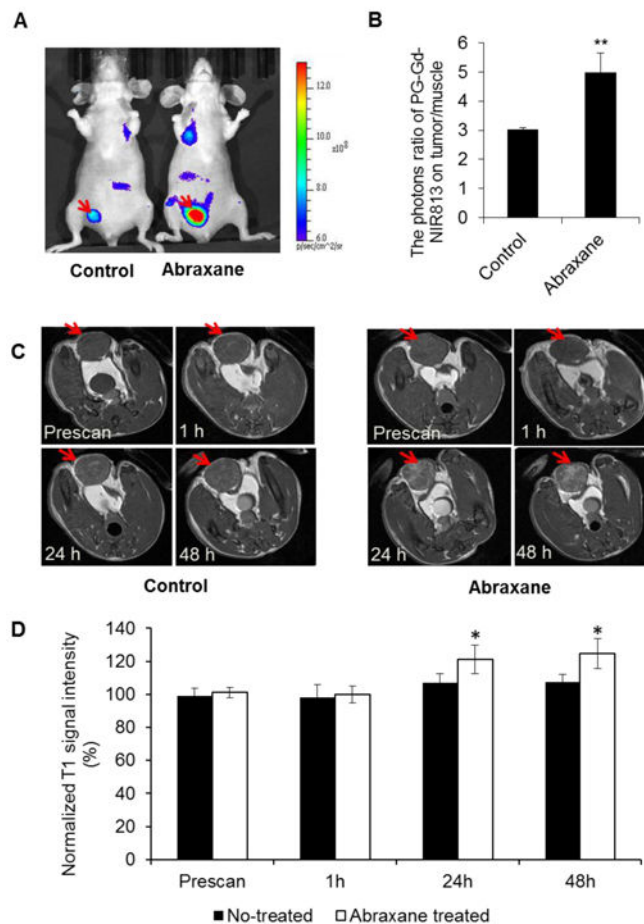 A
12.0
10.0
x10⁸
8.0
6.0
p/sec/cm^2/sr
Control
Abraxane
B
The photons ratio of PG-Gd-
NIR813 on tumor/muscle
6
5
4
3
2
1
0
**
Control
Abraxane
C
Prescan
1 h
24 h
48 h
Control
Prescan
1 h
24 h
48 h
Abraxane
D
Normalized T1 signal intensity
(%)
140
120
100
80
60
40
20
0
*
*
Prescan
1h
24h
48h
No-treated
Abraxane treated